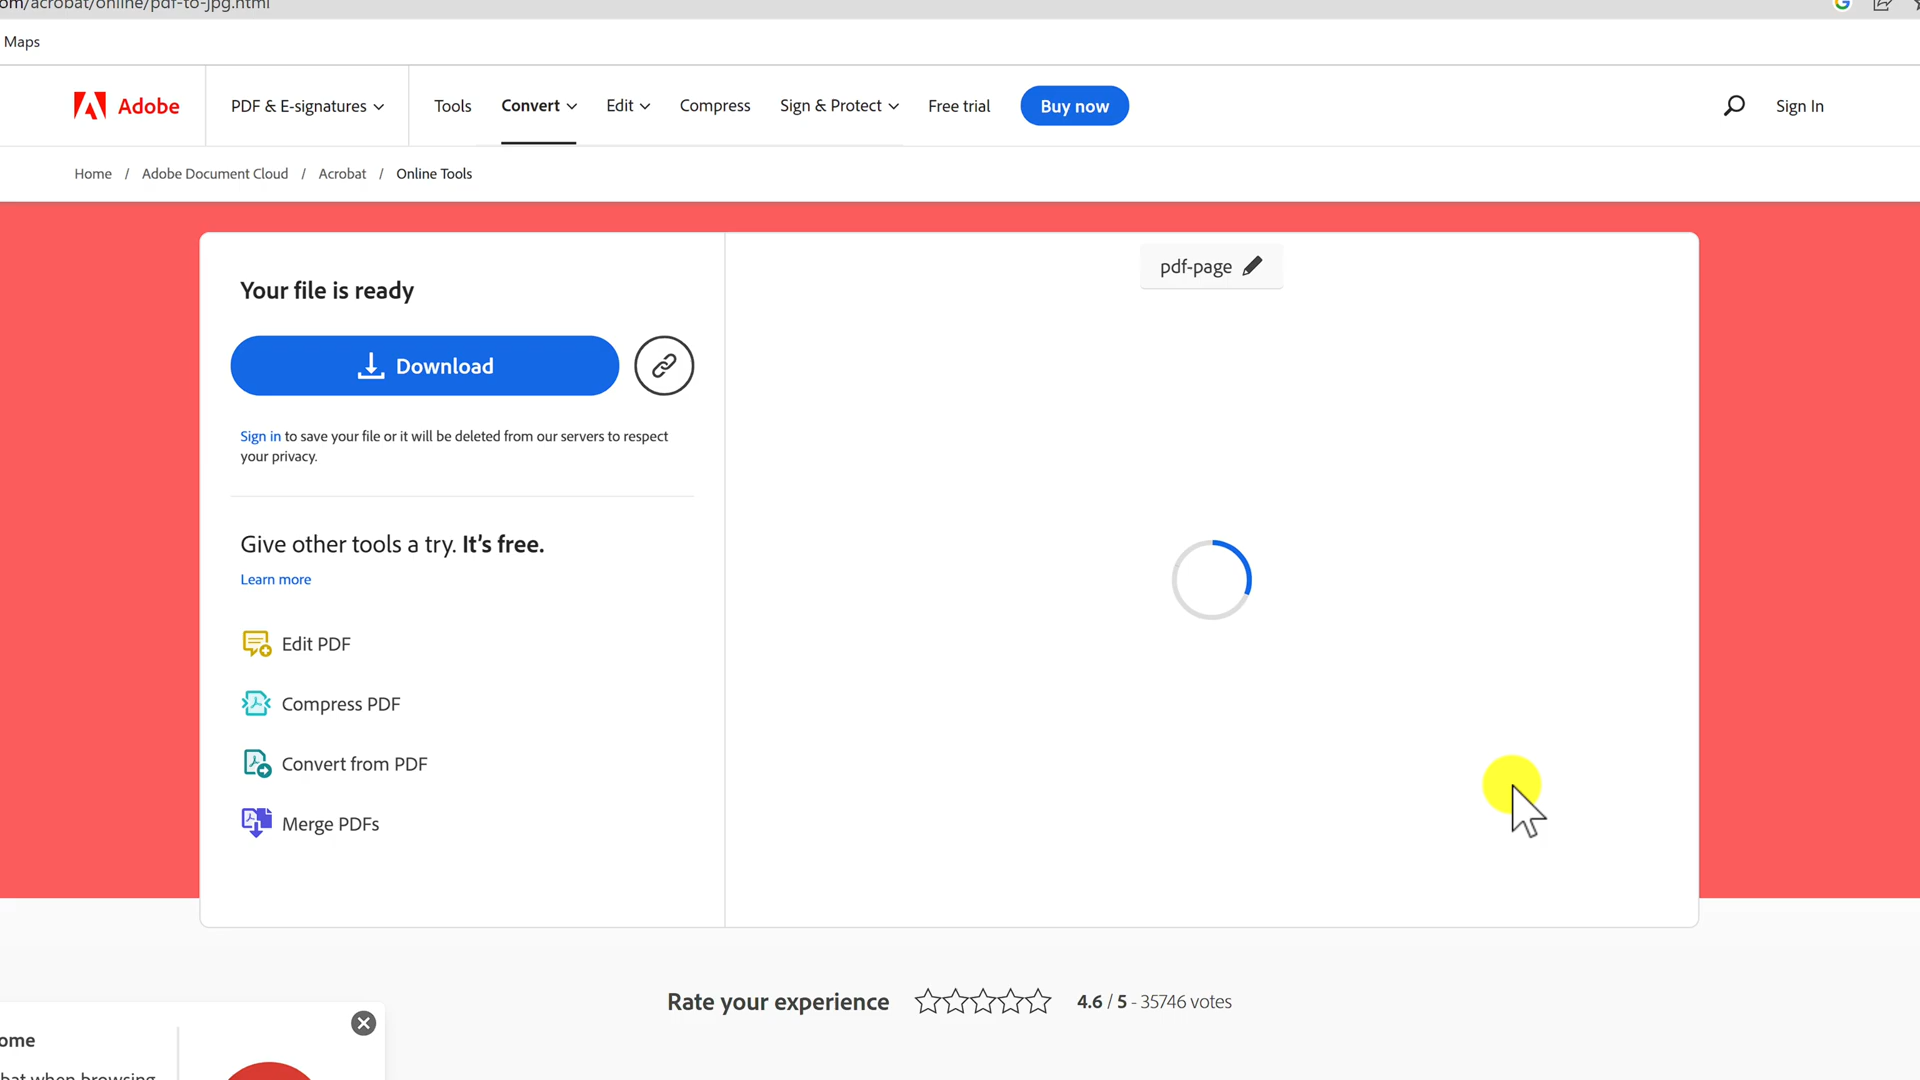 om/acrobat/online/pdf-to-jpg.html
Maps
Adobe
PDF & E-signatures
Tools
Convert
Edit
Compress
Sign & Protect
Free trial
Buy now
Sign In
Home / Adobe Document Cloud / Acrobat / Online Tools
Your file is ready
pdf-page
Download
Sign in to save your file or it will be deleted from our servers to respect
your privacy.
Give other tools a try. It's free.
Learn more
Edit PDF
Compress PDF
Convert from PDF
Merge PDFs
Rate your experience
4.6 / 5 - 35746 votes
ome
bat when browsing